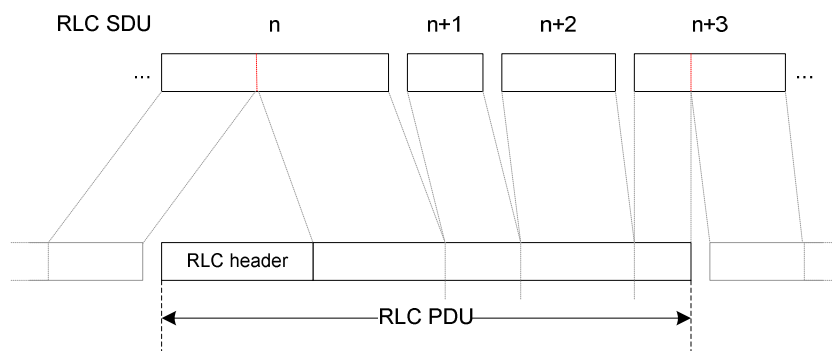 RLC SDU n n+1 n+2 n+3
... ...
RLC header
RLC PDU